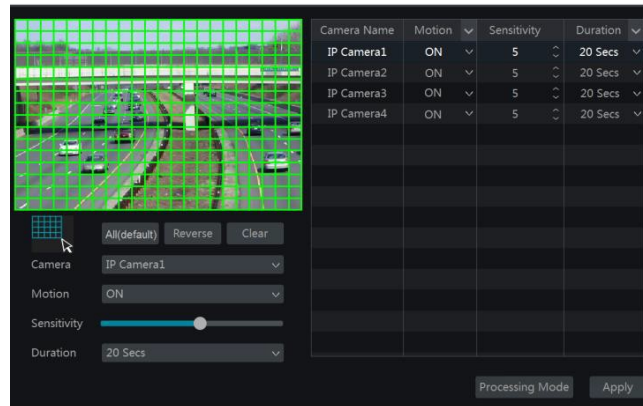 Camera Name Motion Sensitivity Duration
IP Camera1 ON 5 20 Secs
IP Camera2 ON 5 20 Secs
IP Camera3 ON 5 20 Secs
IP Camera4 ON 5 20 Secs
All(default) Reverse Clear
Camera IP Camera1
Motion ON
Sensitivity
Duration 20 Secs
Processing Mode Apply